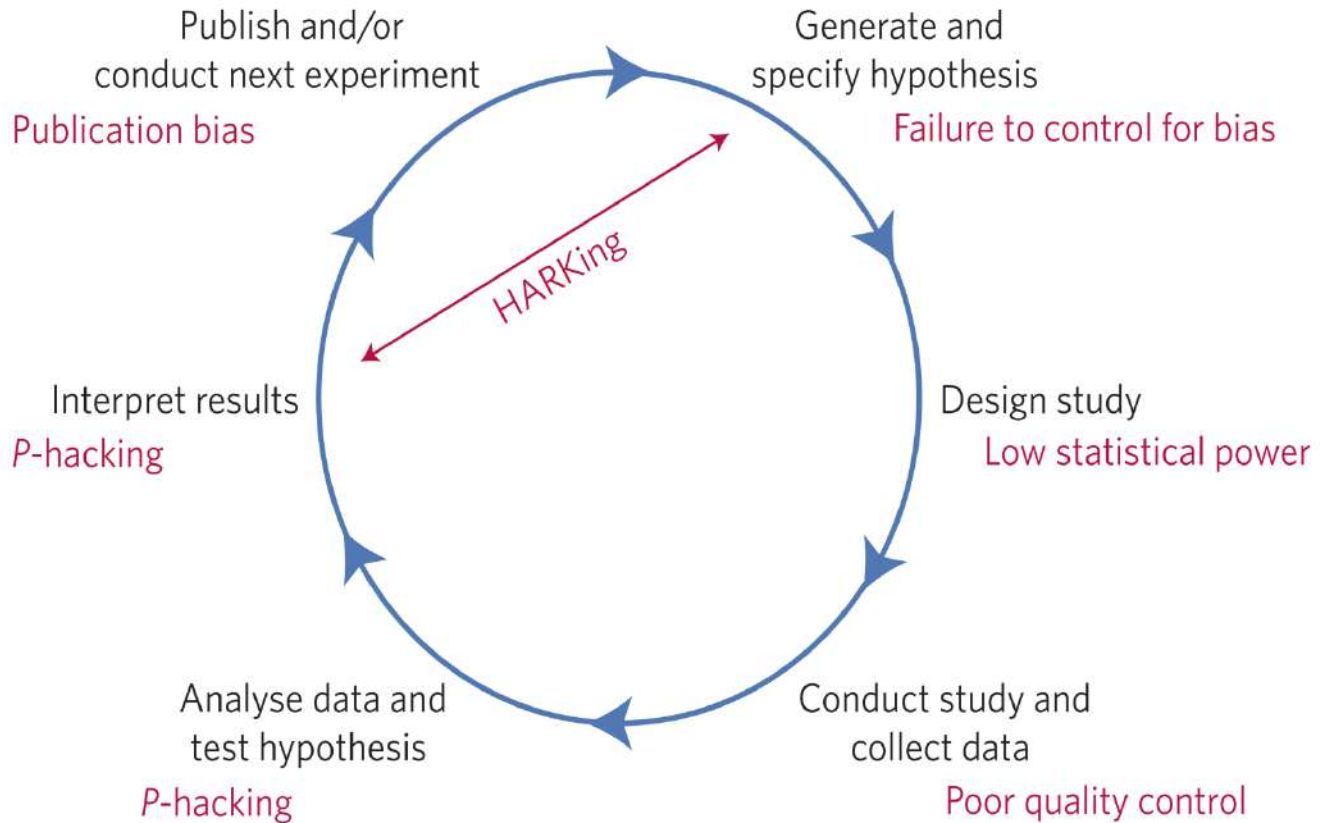 Publish and/or
conduct next experiment
Publication bias
Generate and
specify hypothesis
Failure to control for bias
HARKing
Interpret results
P-hacking
Design study
Low statistical power
Analyse data and
test hypothesis
P-hacking
Conduct study and
collect data
Poor quality control